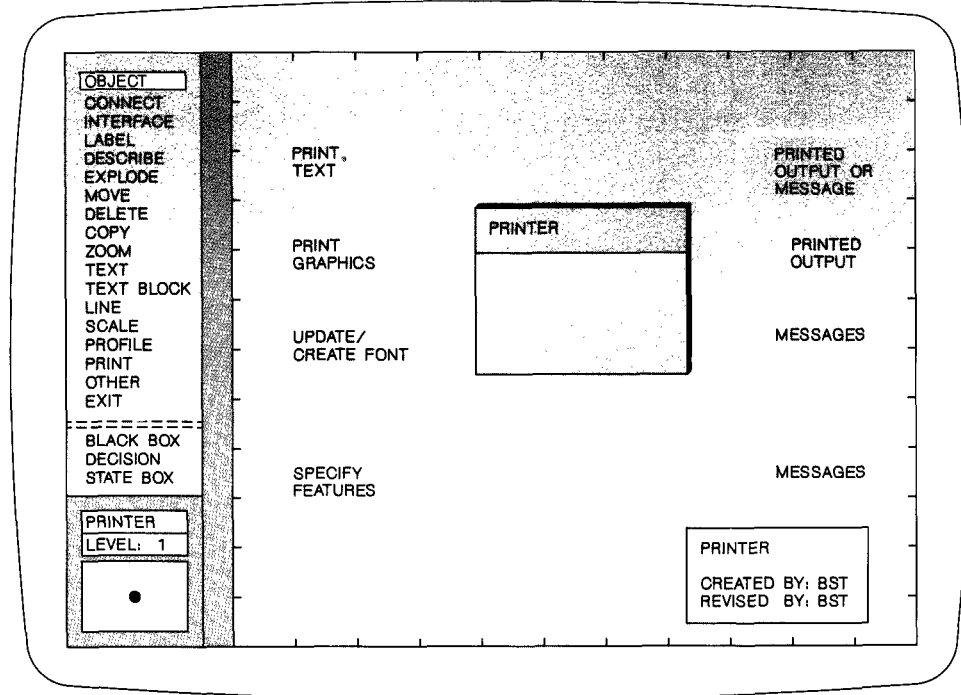 OBJECT
CONNECT
INTERFACE
LABEL
DESCRIBE
EXPLODE
MOVE
DELETE
COPY
ZOOM
TEXT
TEXT BLOCK
LINE
SCALE
PROFILE
PRINT
OTHER
EXIT
BLACK BOX
DECISION
STATE BOX
PRINTER
LEVEL: 1
PRINT
TEXT
PRINT
GRAPHICS
UPDATE/
CREATE FONT
SPECIFY
FEATURES
PRINTER
PRINTED
OUTPUT OR
MESSAGE
PRINTED
OUTPUT
MESSAGES
MESSAGES
PRINTER
CREATED BY: BST
REVISED BY: BST